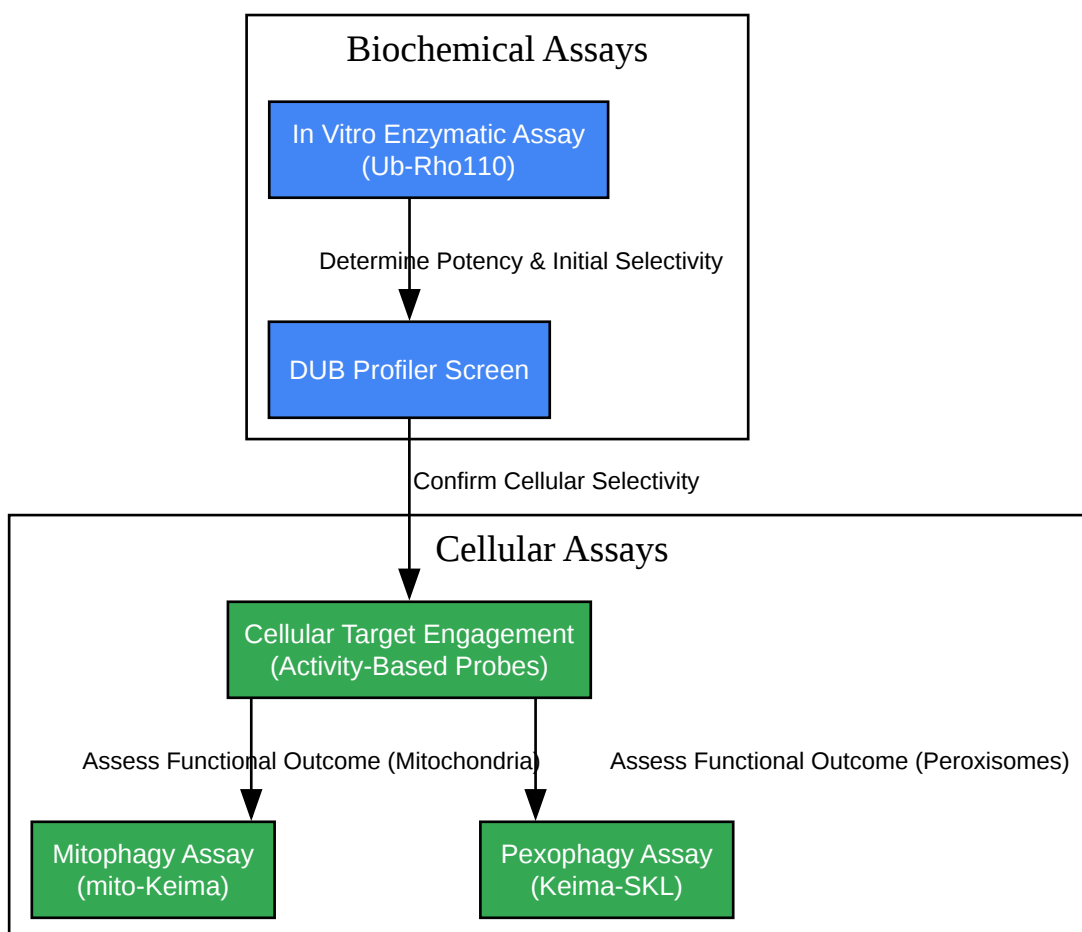 Biochemical Assays
In Vitro Enzymatic Assay
(Ub-Rho110)
Determine Potency & Initial Selectivity
DUB Profiler Screen
Confirm Cellular Selectivity
Cellular Assays
Cellular Target Engagement
(Activity-Based Probes)
Assess Functional Outcome (Mitochondria)
Assess Functional Outcome (Peroxisomes)
Mitophagy Assay
(mito-Keima)
Pexophagy Assay
(Keima-SKL)